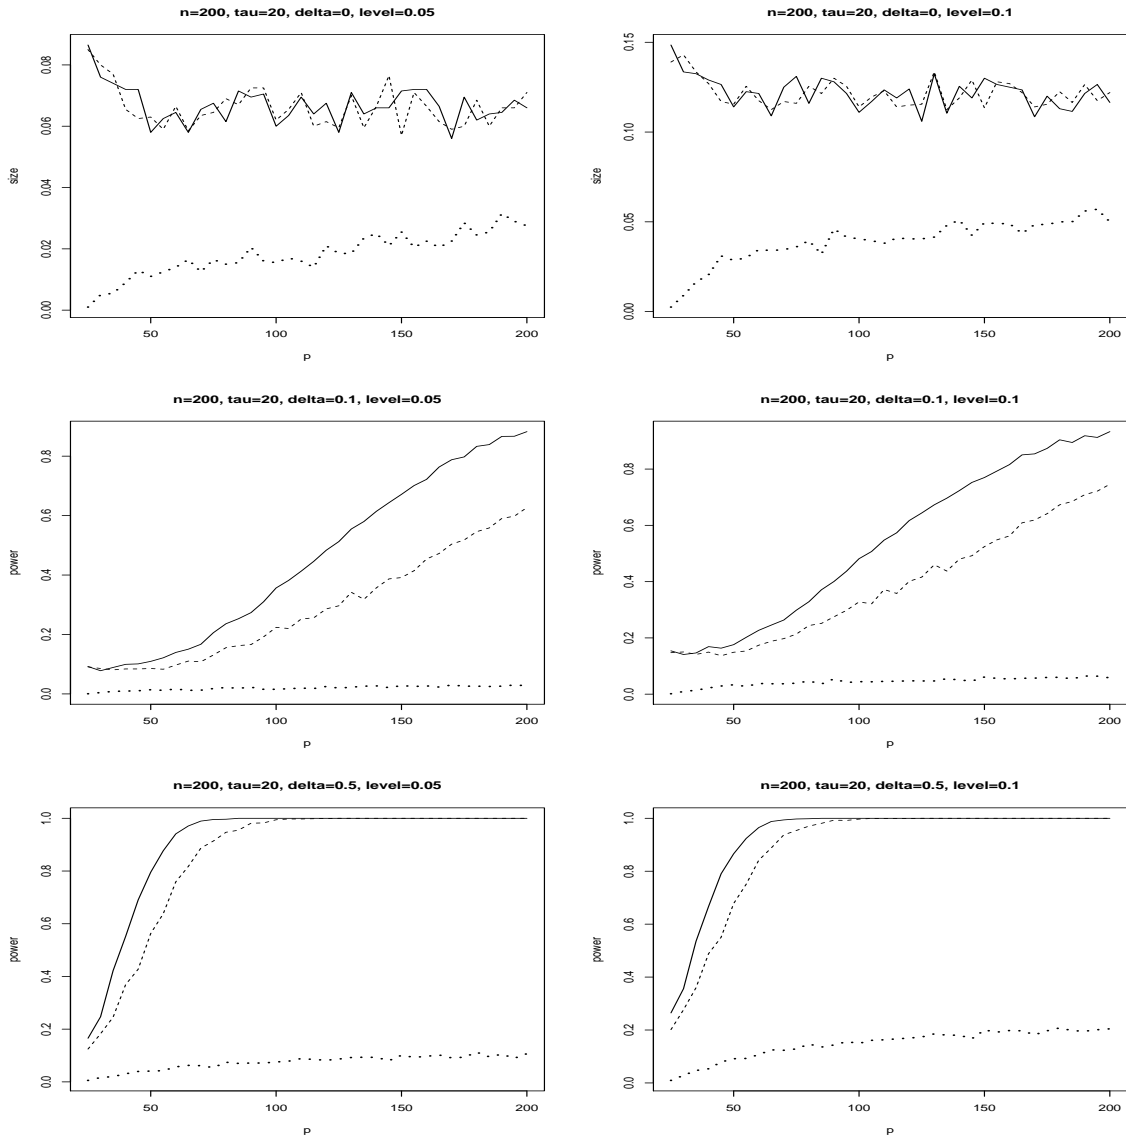 n=200, tau=20, delta=0, level=0.05
size
0.00 0.02 0.04 0.06 0.08
50 100 150 200
p
n=200, tau=20, delta=0, level=0.1
size
0.00 0.05 0.10 0.15
50 100 150 200
p
n=200, tau=20, delta=0.1, level=0.05
power
0.0 0.2 0.4 0.6 0.8
50 100 150 200
p
n=200, tau=20, delta=0.1, level=0.1
power
0.0 0.2 0.4 0.6 0.8
50 100 150 200
p
n=200, tau=20, delta=0.5, level=0.05
power
0.0 0.2 0.4 0.6 0.8 1.0
50 100 150 200
p
n=200, tau=20, delta=0.5, level=0.1
power
0.0 0.2 0.4 0.6 0.8 1.0
50 100 150 200
p